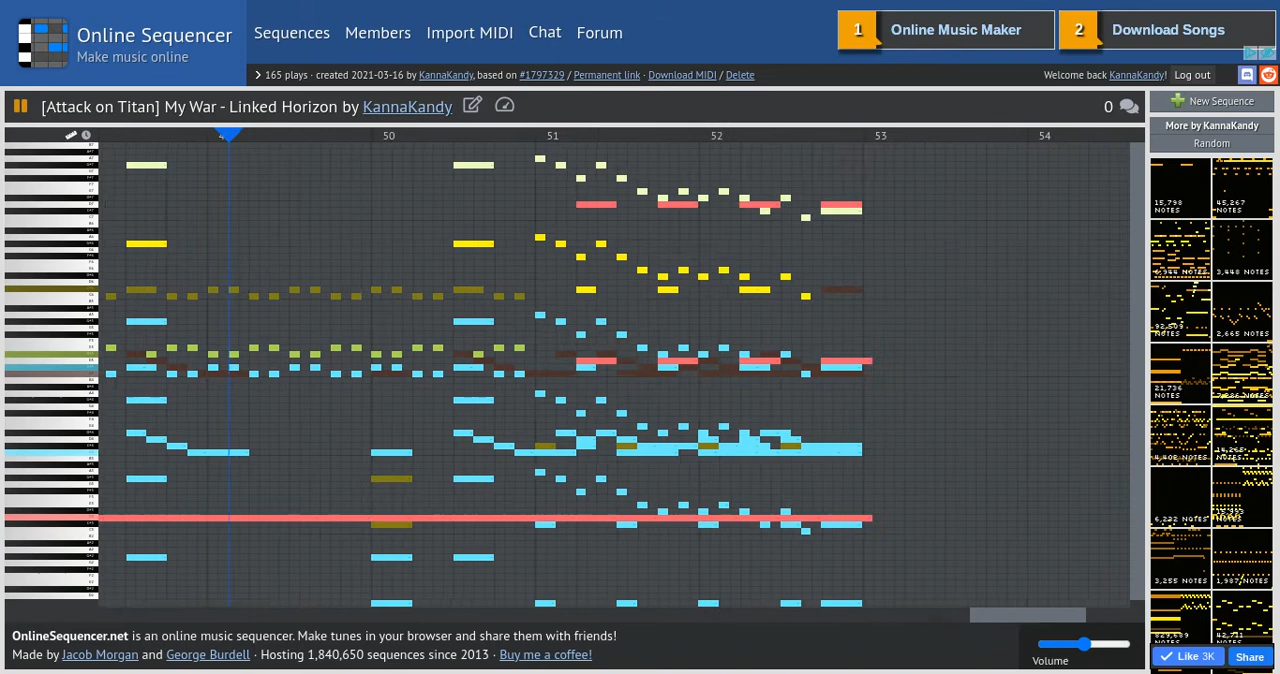 Online Sequencer
Make music online
Sequences Members Import MIDI Chat Forum
1 Online Music Maker 2 Download Songs
165 plays · created 2021-03-16 by KannaKandy, based on #1797329 / Permanent link · Download MIDI / Delete
Welcome back KannaKandy! Log out
[Attack on Titan] My War - Linked Horizon by KannaKandy
0
New Sequence
More by KannaKandy
Random
50 51 52 53 54
15,798 NOTES
45,267 NOTES
3,448 NOTES
2,665 NOTES
21,736 NOTES
6,232 NOTES
3,255 NOTES
1,987 NOTES
OnlineSequencer.net is an online music sequencer. Make tunes in your browser and share them with friends!
Made by Jacob Morgan and George Burdell · Hosting 1,840,650 sequences since 2013 · Buy me a coffee!
Volume
Like 3K
Share